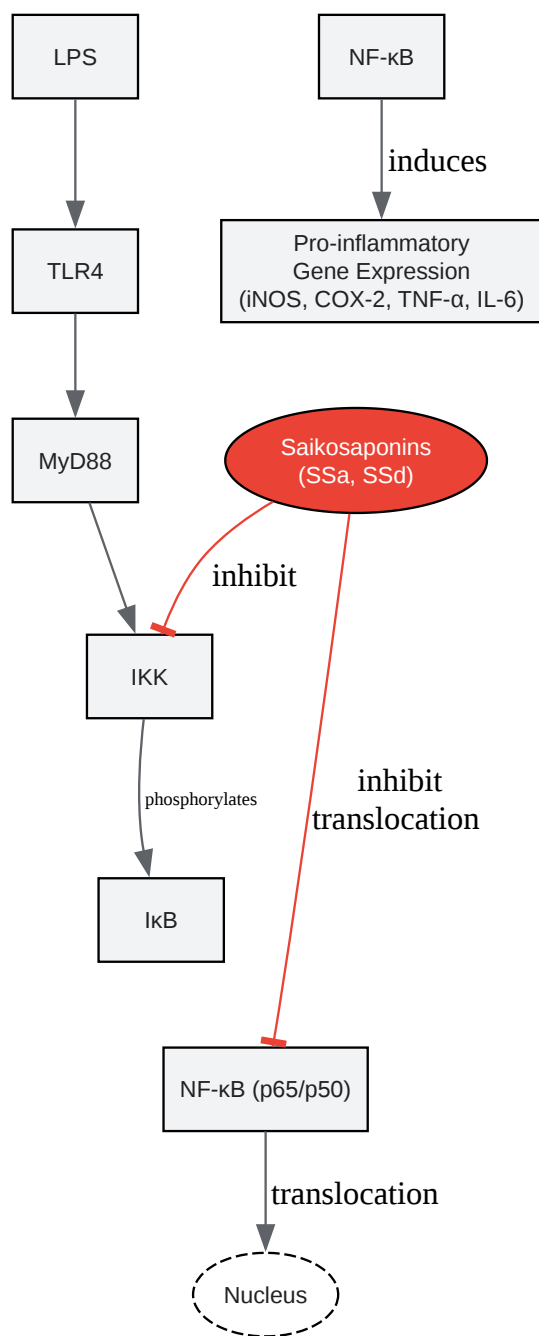 LPS
NF-κB
induces
TLR4
Pro-inflammatory
Gene Expression
(iNOS, COX-2, TNF-α, IL-6)
MyD88
Saikosaponins
(SSa, SSd)
inhibit
IKK
phosphorylates
inhibit
translocation
IκB
NF-κB (p65/p50)
translocation
Nucleus